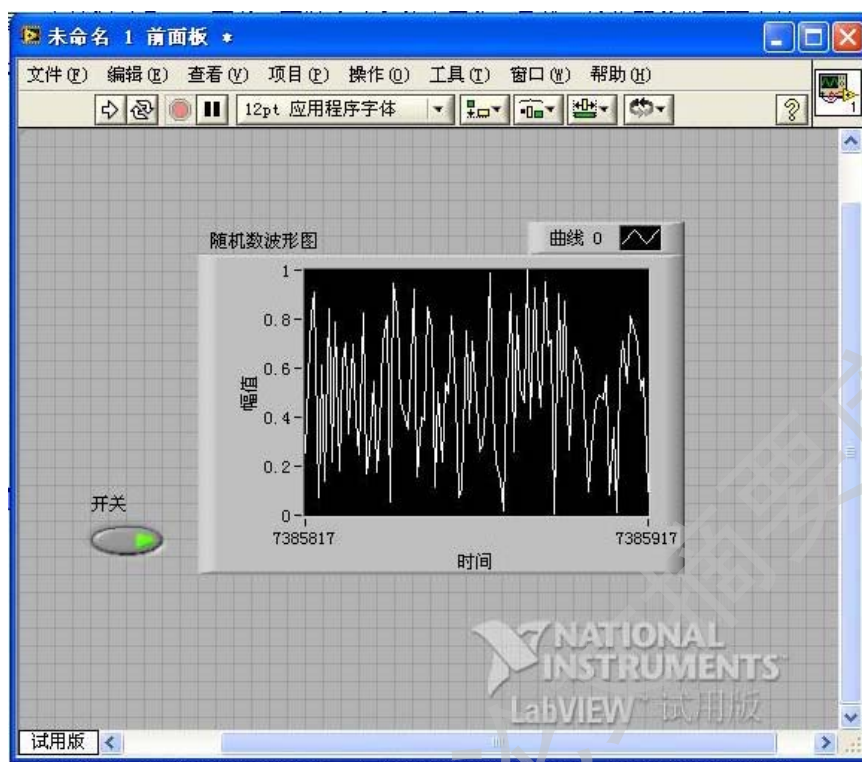 未命名 1 前面板 *
文件(F) 编辑(E) 查看(V) 项目(P) 操作(O) 工具(T) 窗口(W) 帮助(H)
12pt 应用程序字体
1
随机数波形图
曲线 0
1
0.8
0.6
0.4
0.2
0
幅值
7385817
7385917
时间
开关
NATIONAL
INSTRUMENTS
LabVIEW™ 试用版
试用版